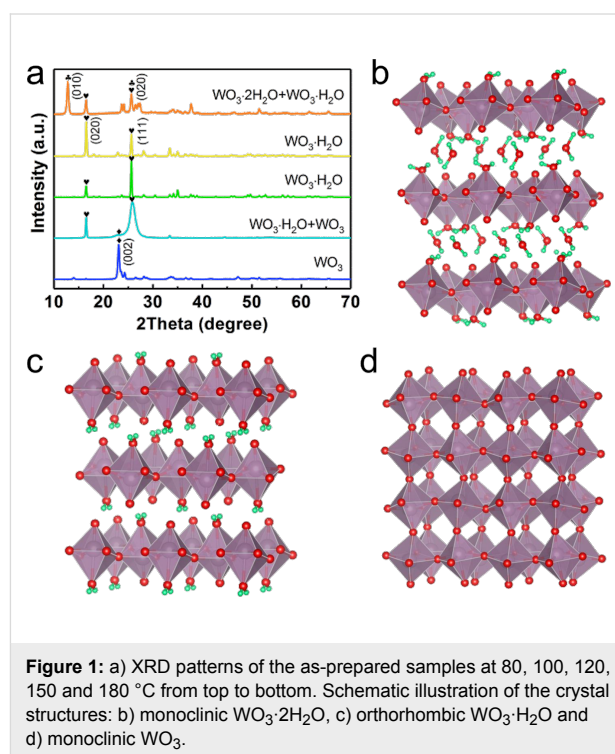 a
b
Intensity (a.u.)
♣ (010)
♥
♣
♥ (020)
WO₃·2H₂O+WO₃·H₂O
♥ (020)
♥ (111)
WO₃·H₂O
♥
♥
WO₃·H₂O
♥
♥
WO₃·H₂O+WO₃
♦
♦ (002)
WO₃
10 20 30 40 50 60 70
2Theta (degree)
c
d
Figure 1: a) XRD patterns of the as-prepared samples at 80, 100, 120,
150 and 180 °C from top to bottom. Schematic illustration of the crystal
structures: b) monoclinic WO₃·2H₂O, c) orthorhombic WO₃·H₂O and
d) monoclinic WO₃.